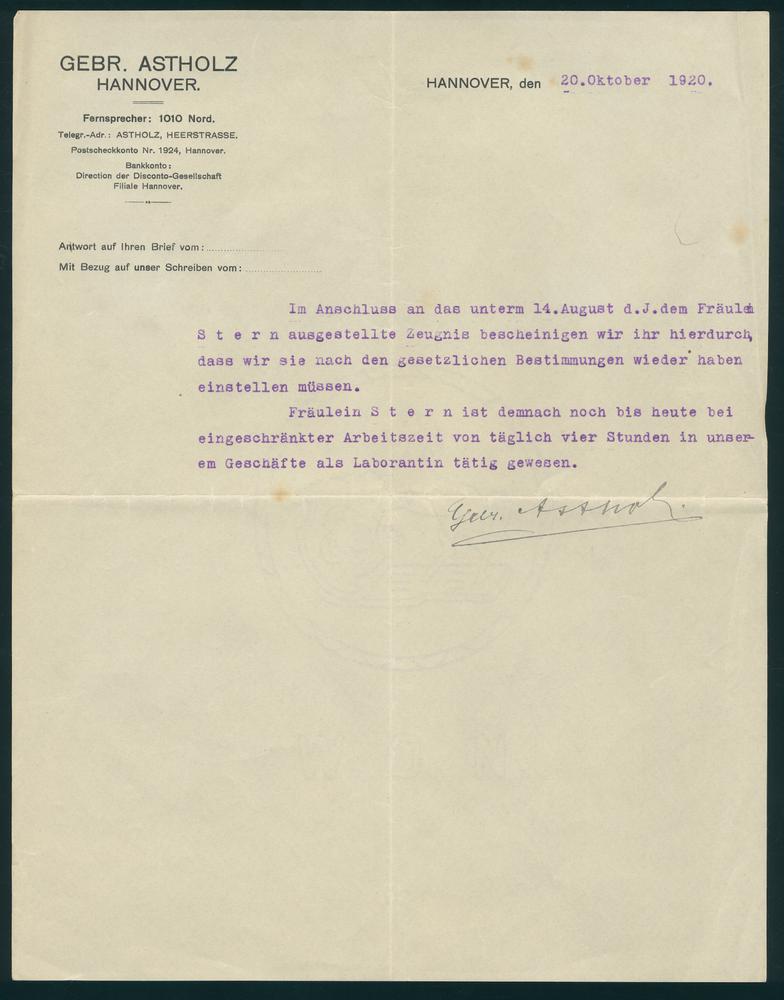 GEBR. ASTHOLZ
HANNOVER.
Fernsprecher: 1010 Nord.
Telegr.-Adr.: ASTHOLZ, HEERSTRASSE.
Postscheckkonto Nr. 1924, Hannover.
Bankkonto:
Direction der Disconto-Gesellschaft
Filiale Hannover.
HANNOVER, den 20.Oktober 1920.
Antwort auf Ihren Brief vom:
Mit Bezug auf unser Schreiben vom:
Im Anschluss an das unterm 14.August d.J.dem Fräulein
S t e r n ausgestellte Zeugnis bescheinigen wir ihr hierdurch,
dass wir sie nach den gesetzlichen Bestimmungen wieder haben
einstellen müssen.
Fräulein S t e r n ist demnach noch bis heute bei
eingeschränkter Arbeitszeit von täglich vier Stunden in unser-
em Geschäfte als Laborantin tätig gewesen.
Gebr. Astholz.